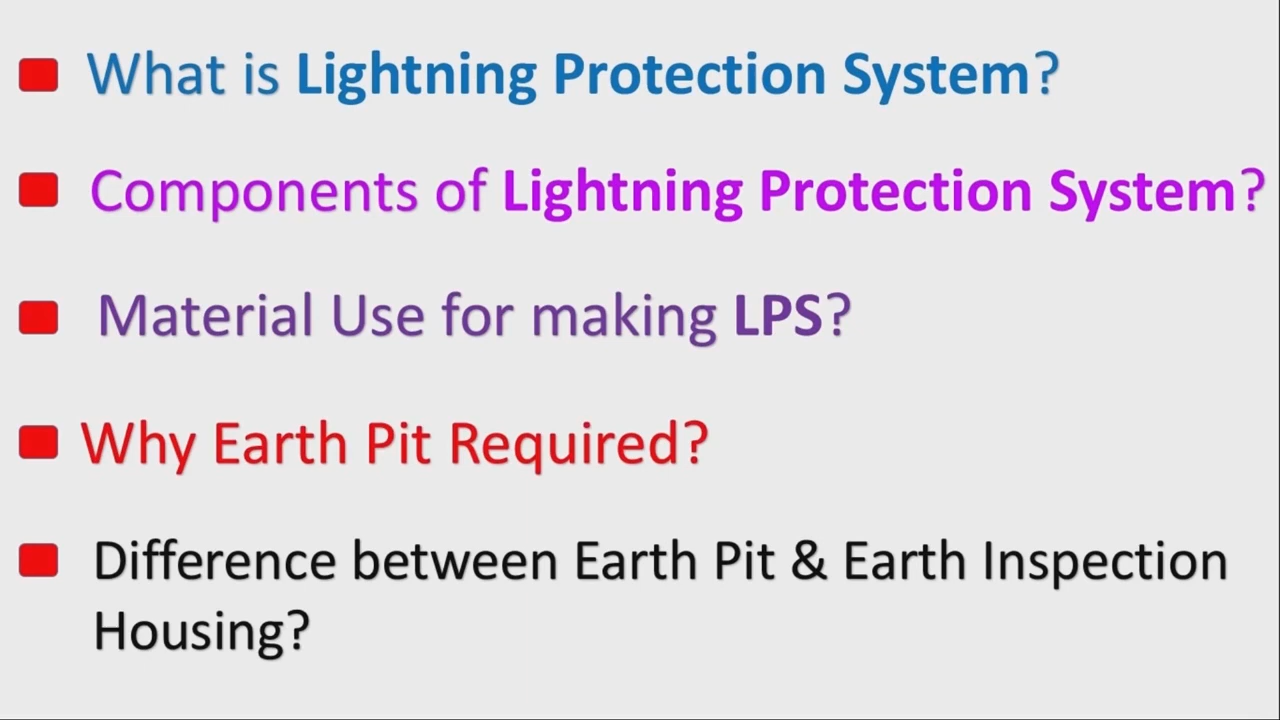 What is Lightning Protection System?
Components of Lightning Protection System?
Material Use for making LPS?
Why Earth Pit Required?
Difference between Earth Pit & Earth Inspection
Housing?